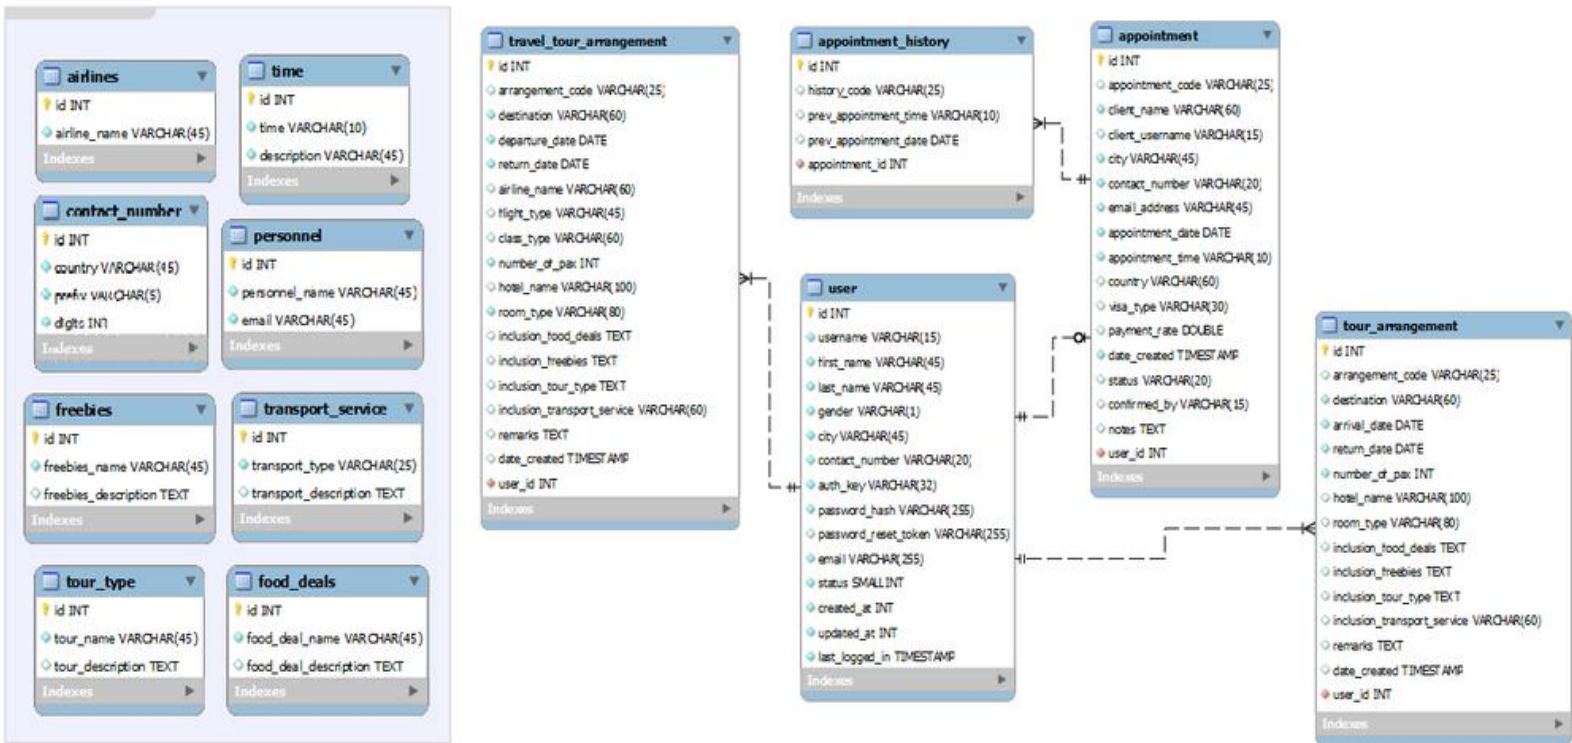 airlines
id INT
airline_name VARCHAR(45)
Indexes
time
id INT
time VARCHAR(10)
description VARCHAR(45)
Indexes
contact_number
id INT
country VARCHAR(45)
prefix VARCHAR(5)
digits INT
Indexes
personnel
id INT
personnel_name VARCHAR(45)
email VARCHAR(45)
Indexes
freebies
id INT
freebies_name VARCHAR(45)
freebies_description TEXT
Indexes
transport_service
id INT
transport_type VARCHAR(25)
transport_description TEXT
Indexes
tour_type
id INT
tour_name VARCHAR(45)
tour_description TEXT
Indexes
food_deals
id INT
food_deal_name VARCHAR(45)
food_deal_description TEXT
Indexes
travel_tour_arrangement
id INT
arrangement_code VARCHAR(25)
destination VARCHAR(60)
departure_date DATE
return_date DATE
airline_name VARCHAR(60)
flight_type VARCHAR(45)
class_type VARCHAR(60)
number_of_pax INT
hotel_name VARCHAR(100)
room_type VARCHAR(80)
inclusion_food_deals TEXT
inclusion_freebies TEXT
inclusion_tour_type TEXT
inclusion_transport_service VARCHAR(60)
remarks TEXT
date_created TIMESTAMP
user_id INT
Indexes
appointment_history
id INT
history_code VARCHAR(25)
prev_appointment_time VARCHAR(10)
prev_appointment_date DATE
appointment_id INT
Indexes
user
id INT
username VARCHAR(15)
first_name VARCHAR(45)
last_name VARCHAR(45)
gender VARCHAR(1)
city VARCHAR(45)
contact_number VARCHAR(20)
auth_key VARCHAR(32)
password_hash VARCHAR(255)
password_reset_token VARCHAR(255)
email VARCHAR(255)
status SMALLINT
created_at INT
updated_at INT
last_logged_in TIMESTAMP
Indexes
appointment
id INT
appointment_code VARCHAR(25)
client_name VARCHAR(60)
client_username VARCHAR(15)
city VARCHAR(45)
contact_number VARCHAR(20)
email_address VARCHAR(45)
appointment_date DATE
appointment_time VARCHAR(10)
country VARCHAR(60)
visa_type VARCHAR(30)
payment_rate DOUBLE
date_created TIMESTAMP
status VARCHAR(20)
confirmed_by VARCHAR(15)
notes TEXT
user_id INT
Indexes
tour_arrangement
id INT
arrangement_code VARCHAR(25)
destination VARCHAR(60)
arrival_date DATE
return_date DATE
number_of_pax INT
hotel_name VARCHAR(100)
room_type VARCHAR(80)
inclusion_food_deals TEXT
inclusion_freebies TEXT
inclusion_tour_type TEXT
inclusion_transport_service VARCHAR(60)
remarks TEXT
date_created TIMESTAMP
user_id INT
Indexes